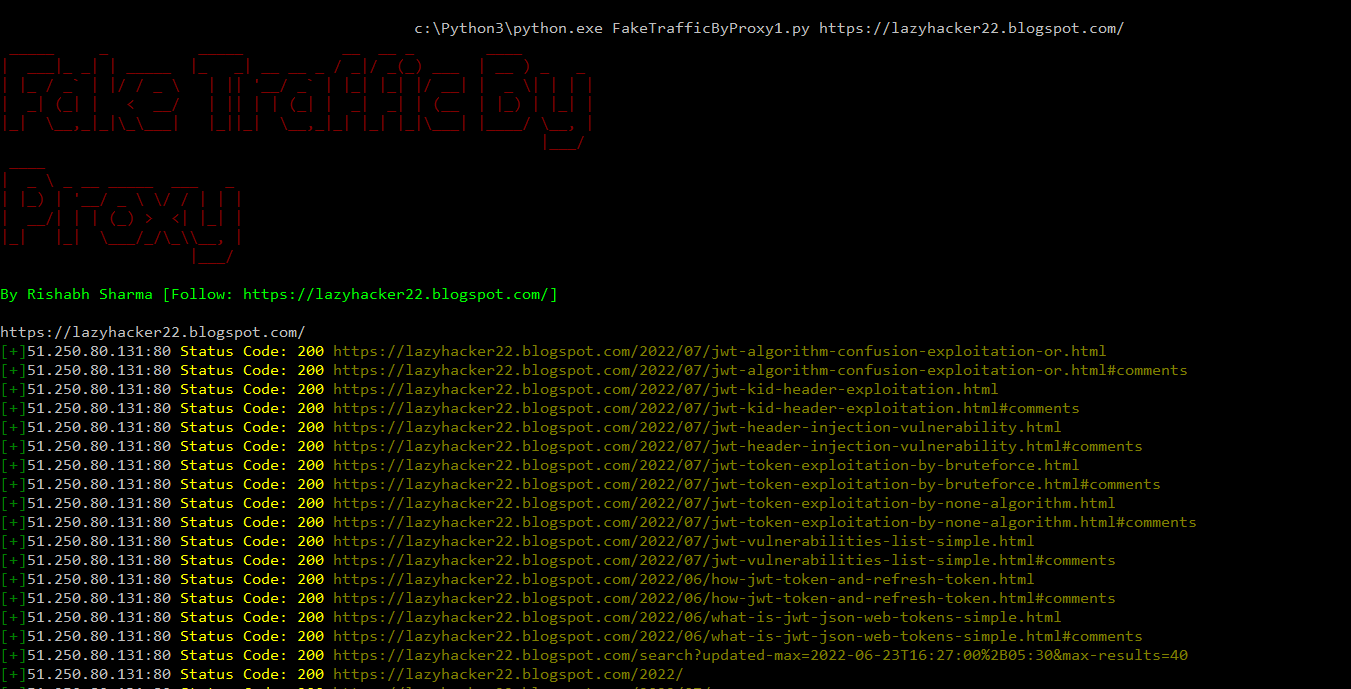 c:\Python3\python.exe FakeTrafficByProxy1.py https://lazyhacker22.blogspot.com/
Fake Traffic By
Proxy
By Rishabh Sharma [Follow: https://lazyhacker22.blogspot.com/]
https://lazyhacker22.blogspot.com/
[+]51.250.80.131:80 Status Code: 200 https://lazyhacker22.blogspot.com/2022/07/jwt-algorithm-confusion-exploitation-or.html
[+]51.250.80.131:80 Status Code: 200 https://lazyhacker22.blogspot.com/2022/07/jwt-algorithm-confusion-exploitation-or.html#comments
[+]51.250.80.131:80 Status Code: 200 https://lazyhacker22.blogspot.com/2022/07/jwt-kid-header-exploitation.html
[+]51.250.80.131:80 Status Code: 200 https://lazyhacker22.blogspot.com/2022/07/jwt-kid-header-exploitation.html#comments
[+]51.250.80.131:80 Status Code: 200 https://lazyhacker22.blogspot.com/2022/07/jwt-header-injection-vulnerability.html
[+]51.250.80.131:80 Status Code: 200 https://lazyhacker22.blogspot.com/2022/07/jwt-header-injection-vulnerability.html#comments
[+]51.250.80.131:80 Status Code: 200 https://lazyhacker22.blogspot.com/2022/07/jwt-token-exploitation-by-bruteforce.html
[+]51.250.80.131:80 Status Code: 200 https://lazyhacker22.blogspot.com/2022/07/jwt-token-exploitation-by-bruteforce.html#comments
[+]51.250.80.131:80 Status Code: 200 https://lazyhacker22.blogspot.com/2022/07/jwt-token-exploitation-by-none-algorithm.html
[+]51.250.80.131:80 Status Code: 200 https://lazyhacker22.blogspot.com/2022/07/jwt-token-exploitation-by-none-algorithm.html#comments
[+]51.250.80.131:80 Status Code: 200 https://lazyhacker22.blogspot.com/2022/07/jwt-vulnerabilities-list-simple.html
[+]51.250.80.131:80 Status Code: 200 https://lazyhacker22.blogspot.com/2022/07/jwt-vulnerabilities-list-simple.html#comments
[+]51.250.80.131:80 Status Code: 200 https://lazyhacker22.blogspot.com/2022/06/how-jwt-token-and-refresh-token.html
[+]51.250.80.131:80 Status Code: 200 https://lazyhacker22.blogspot.com/2022/06/how-jwt-token-and-refresh-token.html#comments
[+]51.250.80.131:80 Status Code: 200 https://lazyhacker22.blogspot.com/2022/06/what-is-jwt-json-web-tokens-simple.html
[+]51.250.80.131:80 Status Code: 200 https://lazyhacker22.blogspot.com/2022/06/what-is-jwt-json-web-tokens-simple.html#comments
[+]51.250.80.131:80 Status Code: 200 https://lazyhacker22.blogspot.com/search?updated-max=2022-06-23T16:27:00%2B05:30&max-results=40
[+]51.250.80.131:80 Status Code: 200 https://lazyhacker22.blogspot.com/2022/